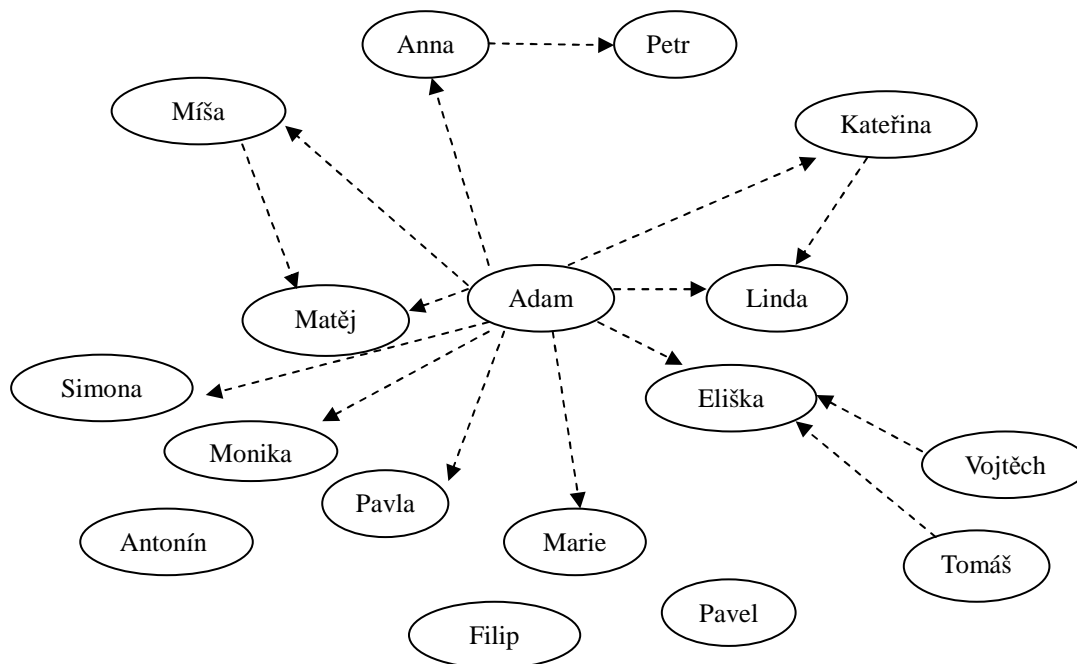 Anna
Petr
Míša
Kateřina
Adam
Linda
Matěj
Simona
Eliška
Monika
Vojtěch
Pavla
Antonín
Marie
Tomáš
Pavel
Filip